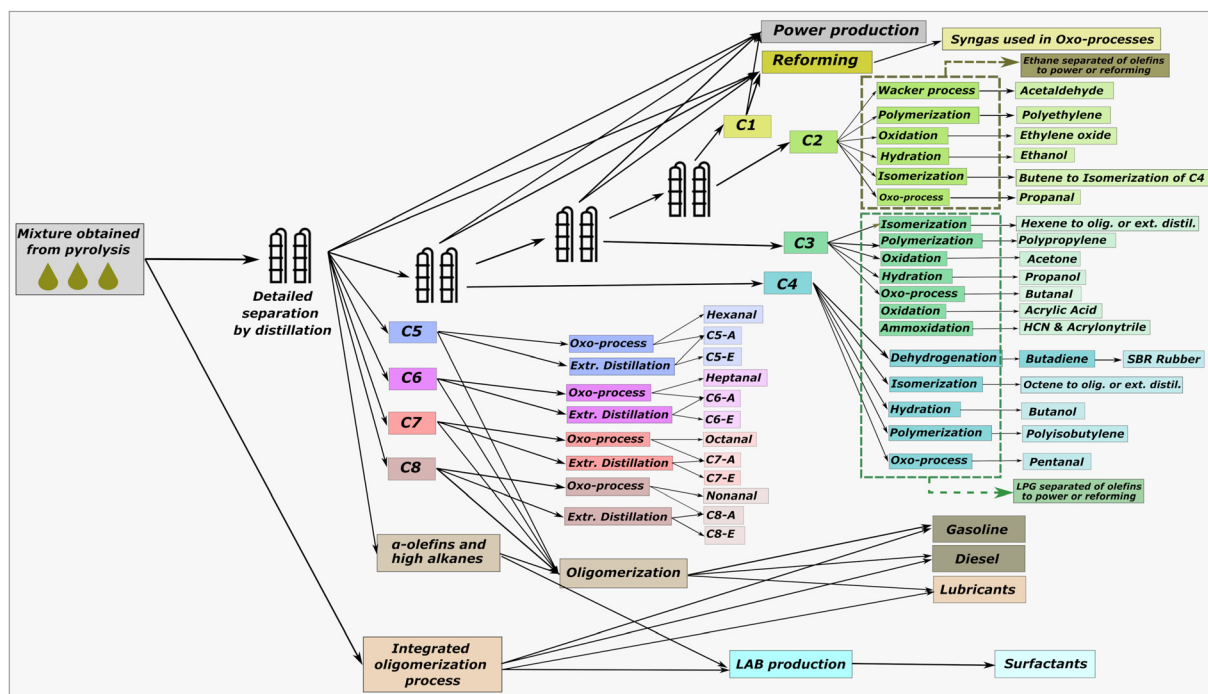 Power production
Reforming
Syngas used in Oxo-processes
Ethane separated of olefins
to power or reforming
C1
C2
Wacker process
Acetaldehyde
Polymerization
Polyethylene
Oxidation
Ethylene oxide
Hydration
Ethanol
Isomerization
Butene to Isomerization of C4
Oxo-process
Propanal
Mixture obtained
from pyrolysis
Detailed
separation
by distillation
C3
Isomerization
Hexene to olig. or ext. distil.
Polymerization
Polypropylene
Oxidation
Acetone
Hydration
Propanol
Oxo-process
Butanal
Oxidation
Acrylic Acid
Ammoxidation
HCN & Acrylonytrile
C4
Dehydrogenation
Butadiene
SBR Rubber
Isomerization
Octene to olig. or ext. distil.
Hydration
Butanol
Polymerization
Polyisobutylene
Oxo-process
Pentanal
LPG separated of olefins
to power or reforming
C5
Oxo-process
Extr. Distillation
Hexanal
C5-A
C5-E
C6
Oxo-process
Extr. Distillation
Heptanal
C6-A
C6-E
C7
Oxo-process
Extr. Distillation
Octanal
C7-A
C7-E
C8
Oxo-process
Extr. Distillation
Nonanal
C8-A
C8-E
α-olefins and
high alkanes
Oligomerization
Gasoline
Diesel
Lubricants
Integrated
oligomerization
process
LAB production
Surfactants